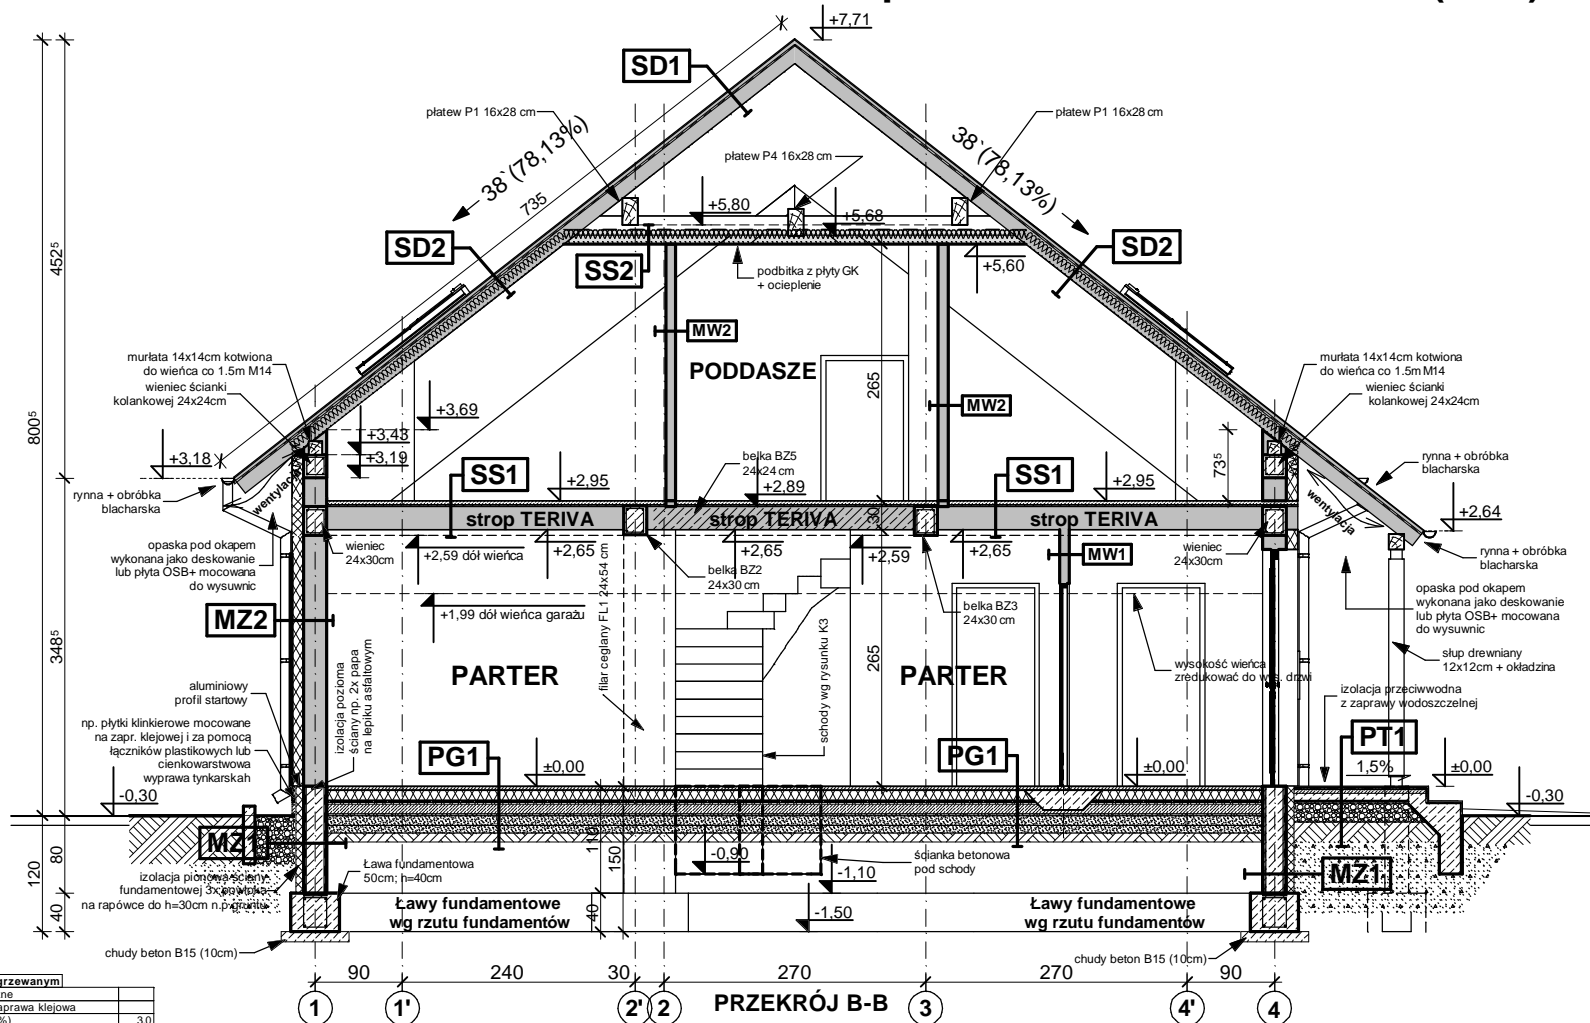 +7,71
SD1
płatew P1 16x28 cm
płatew P1 16x28 cm
38`(78,13%)
38`(78,13%)
735
płatew P4 16x28 cm
+5,80
+5,68
SD2
SS2
+5,60
SD2
podbitka z płyty GK
+ ocieplenie
4525
MW2
PODDASZE
265
MW2
murłata 14x14cm kotwiona
do wieńca co 1.5m M14
wieniec ścianki
kolankowej 24x24cm
murłata 14x14cm kotwiona
do wieńca co 1.5m M14
wieniec ścianki
kolankowej 24x24cm
+3,69
+3,43
+3,19
+3,18
8005
735
rynna + obróbka
blacharska
wentylacja
SS1
belka BZ5
24x24cm
SS1
+2,95
+2,89
+2,95
rynna + obróbka
blacharska
wentylacja
+2,64
strop TERIVA
strop TERIVA
strop TERIVA
30
opaska pod okapem
wykonana jako deskowanie
lub płyta OSB+ mocowana
do wysuwnic
wieniec
24x30cm
+2,59 dół wieńca
+2,65
+2,65
+2,59
+2,65
MW1
wieniec
24x30cm
rynna + obróbka
blacharska
belka BZ2
24x30 cm
opaska pod okapem
wykonana jako deskowanie
lub płyta OSB+ mocowana
do wysuwnic
MZ2
+1,99 dół wieńca garażu
belka BZ3
24x30 cm
filar ceglany FL1 24x54 cm
3485
PARTER
265
PARTER
schody wg rysunku K3
wysokość wieńca
zredukować do wys. drzwi
słup drewniany
12x12cm + okładzina
aluminiowy
profil startowy
izolacja pozioma
ściany np. 2x papa
na lepiku asfaltowym
izolacja przeciwwodna
z zaprawy wodoszczelnej
np. płytki klinkierowe mocowane
na zapr. klejowej i za pomocą
łączników plastikowych lub
cienkowarstwowa
wyprawa tynkarskah
PG1
PG1
PT1
±0,00
±0,00
1,5%
±0,00
-0,30
-0,30
MZ1
110
150
-0,90
-1,10
ścianka betonowa
pod schody
MZ1
120
80
Ława fundamentowa
50cm; h=40cm
izolacja pionowa ściany
fundamentowej 3x powłoka
na rapówce do h=30cm n.p.gruntu
40
Ławy fundamentowe
wg rzutu fundamentów
40
-1,50
Ławy fundamentowe
wg rzutu fundamentów
chudy beton B15 (10cm)
chudy beton B15 (10cm)
90
240
30
270
270
90
1
1'
2'
2
PRZEKRÓJ B-B
3
4'
4
grzewanym
30